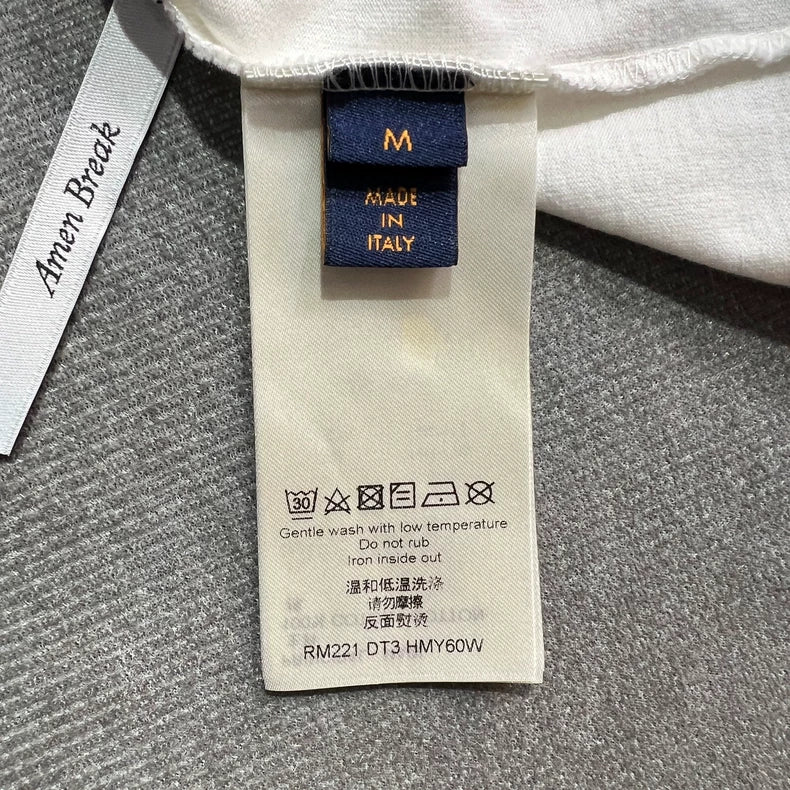 Amen Break
M
MADE
IN
ITALY
30
Gentle wash with low temperature
Do not rub
Iron inside out
温和低温洗涤
请勿摩擦
反面熨烫
RM221 DT3 HMY60W